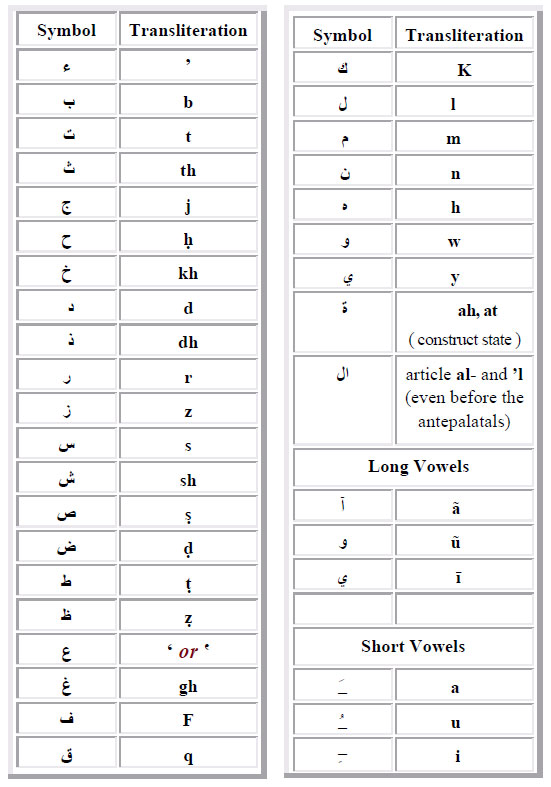 Symbol Transliteration
ء ’
ب b
ت t
ث th
ج j
ح ḥ
خ kh
د d
ذ dh
ر r
ز z
س s
ش sh
ص ṣ
ض ḍ
ط ṭ
ظ ẓ
ع ‘ or ʿ
غ gh
ف F
ق q
Symbol Transliteration
ك K
ل l
م m
ن n
ه h
و w
ي y
ة ah, at
( construct state )
ال article al- and ’l
(even before the
antepalatals)
Long Vowels
آ ã
و ũ
ي ī
Short Vowels
ـَ a
ـُ u
ـِ i